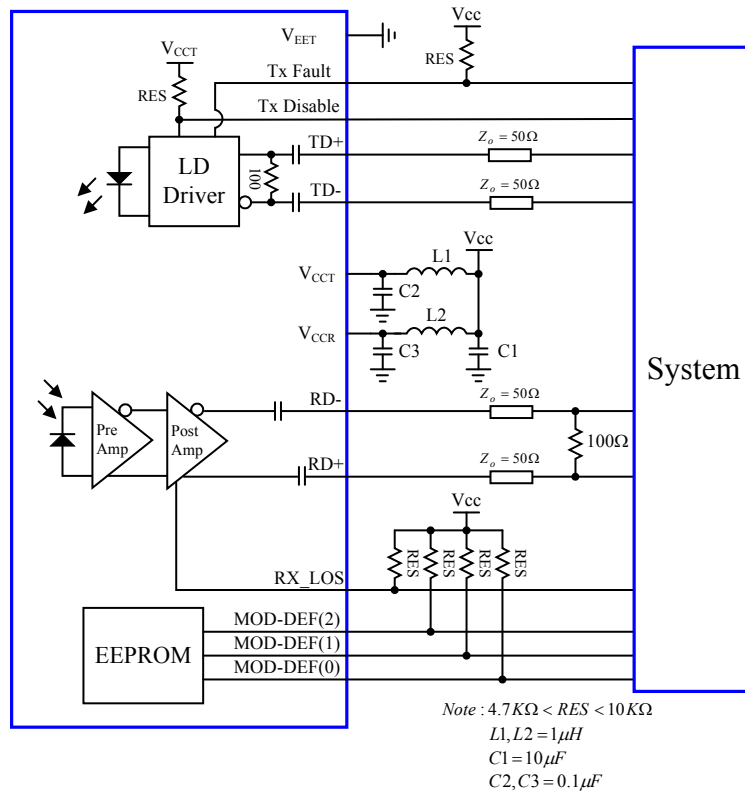 Vcc
V_EET
V_CCT
RES
Tx Fault
RES
Tx Disable
LD
Driver
100
TD+
Z_o = 50Ω
TD-
Z_o = 50Ω
Vcc
V_CCT
L1
C2
V_CCR
L2
C3
C1
System
Pre
Amp
Post
Amp
RD-
Z_o = 50Ω
100Ω
RD+
Z_o = 50Ω
Vcc
RES
RES
RES
RES
RX_LOS
EEPROM
MOD-DEF(2)
MOD-DEF(1)
MOD-DEF(0)
Note : 4.7KΩ < RES < 10KΩ
L1, L2 = 1μH
C1 = 10μF
C2, C3 = 0.1μF